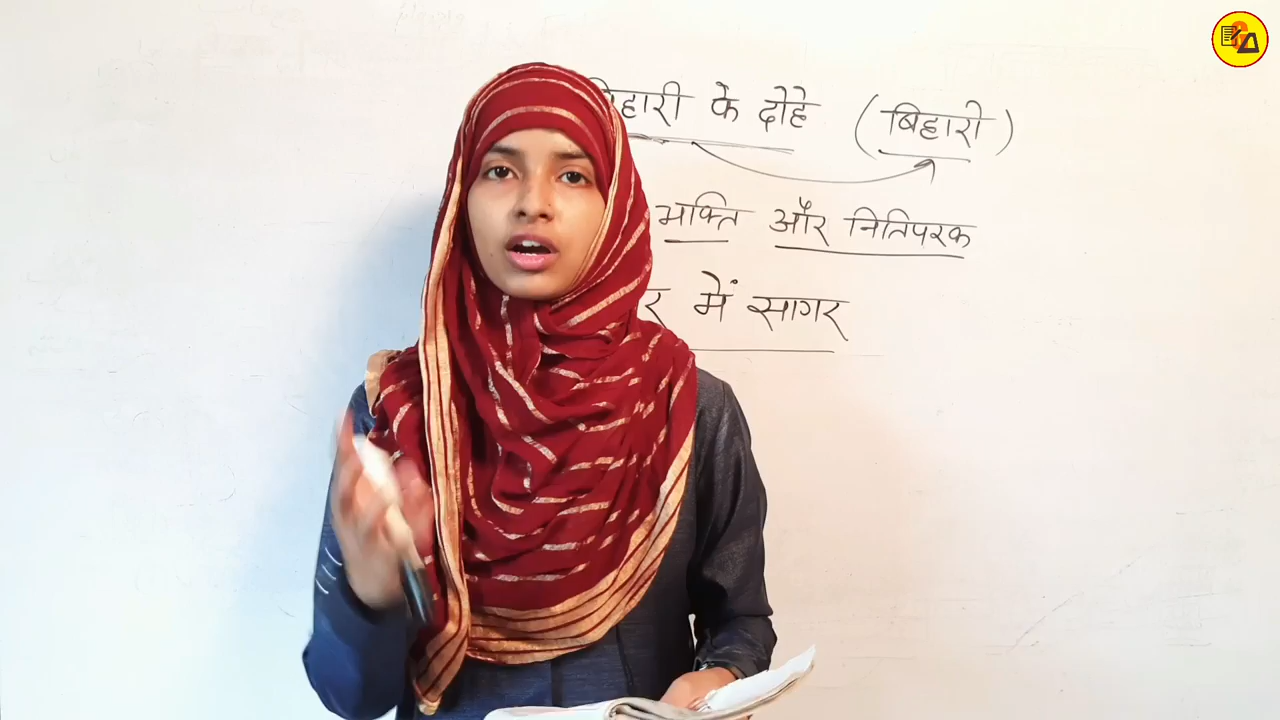 बिहारी के दोहे (बिहारी)
भक्ति और नितिपरक
में सागर